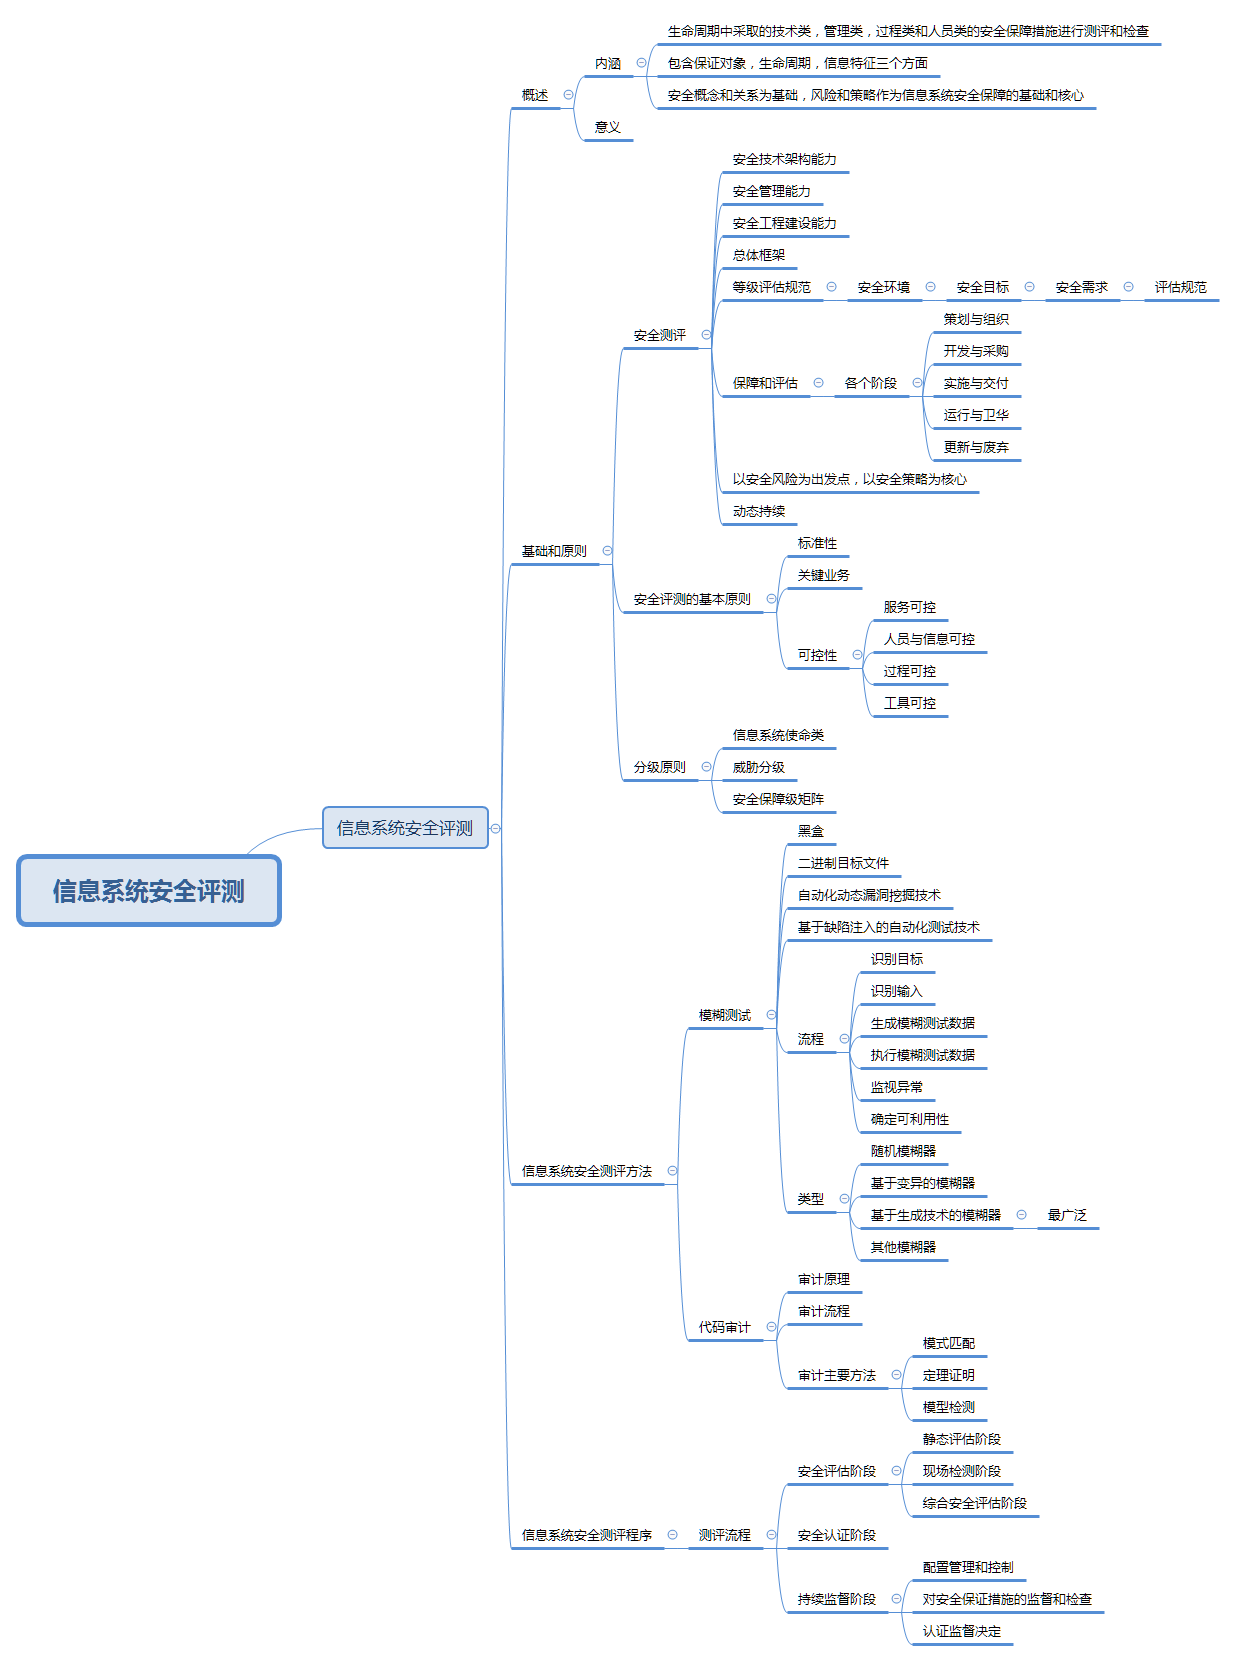 信息系统安全评测
信息系统安全评测
概述
内涵
生命周期中采取的技术类，管理类，过程类和人员类的安全保障措施进行测评和检查
包含保证对象，生命周期，信息特征三个方面
安全概念和关系为基础，风险和策略作为信息系统安全保障的基础和核心
意义
基础和原则
安全测评
安全技术架构能力
安全管理能力
安全工程建设能力
总体框架
等级评估规范
安全环境
安全目标
安全需求
评估规范
保障和评估
各个阶段
策划与组织
开发与采购
实施与交付
运行与卫华
更新与废弃
以安全风险为出发点，以安全策略为核心
动态持续
安全评测的基本原则
标准性
关键业务
可控性
服务可控
人员与信息可控
过程可控
工具可控
分级原则
信息系统使命类
威胁分级
安全保障级矩阵
信息系统安全测评方法
模糊测试
黑盒
二进制目标文件
自动化动态漏洞挖掘技术
基于缺陷注入的自动化测试技术
流程
识别目标
识别输入
生成模糊测试数据
执行模糊测试数据
监视异常
确定可利用性
类型
随机模糊器
基于变异的模糊器
基于生成技术的模糊器
最广泛
其他模糊器
代码审计
审计原理
审计流程
审计主要方法
模式匹配
定理证明
模型检测
信息系统安全测评程序
测评流程
安全评估阶段
静态评估阶段
现场检测阶段
综合安全评估阶段
安全认证阶段
持续监督阶段
配置管理和控制
对安全保证措施的监督和检查
认证监督决定